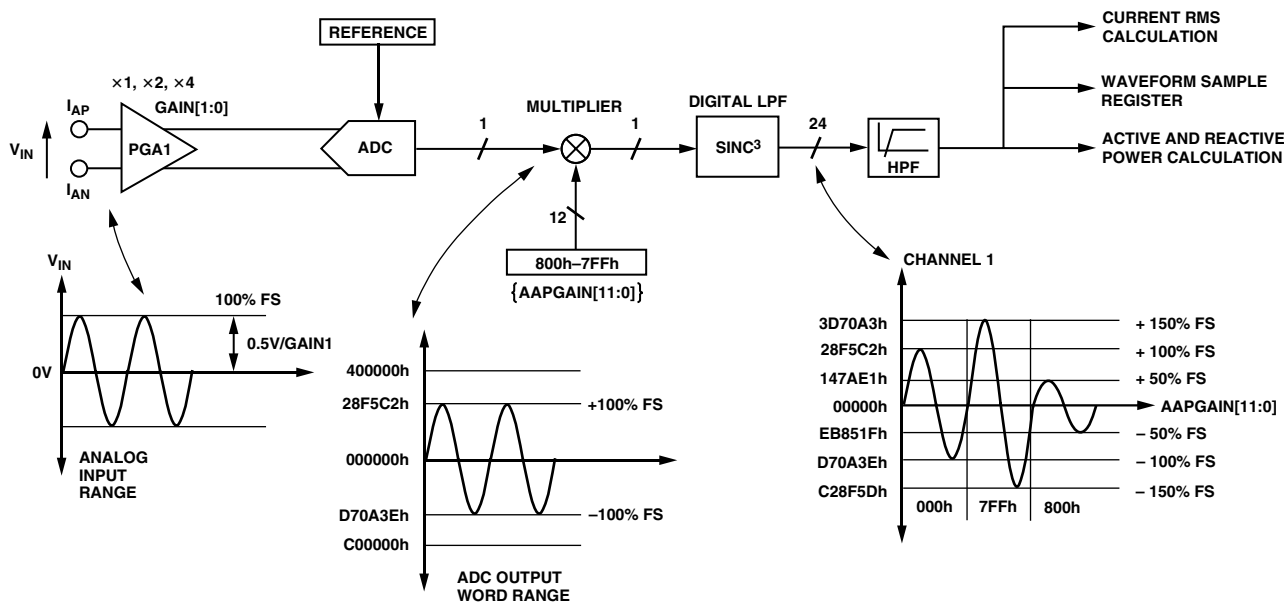 CURRENT RMS
CALCULATION
REFERENCE
×1, ×2, ×4
GAIN[1:0]
IAP
VIN
PGA1
IAN
ADC
1
MULTIPLIER
1
DIGITAL LPF
SINC3
24
HPF
WAVEFORM SAMPLE
REGISTER
ACTIVE AND REACTIVE
POWER CALCULATION
12
800h–7FFh
{AAPGAIN[11:0]}
VIN
100% FS
0.5V/GAIN1
0V
ANALOG
INPUT
RANGE
400000h
28F5C2h
+100% FS
000000h
D70A3Eh
–100% FS
C00000h
ADC OUTPUT
WORD RANGE
CHANNEL 1
3D70A3h
+ 150% FS
28F5C2h
+ 100% FS
147AE1h
+ 50% FS
00000h
AAPGAIN[11:0]
EB851Fh
– 50% FS
D70A3Eh
– 100% FS
C28F5Dh
– 150% FS
000h
7FFh
800h